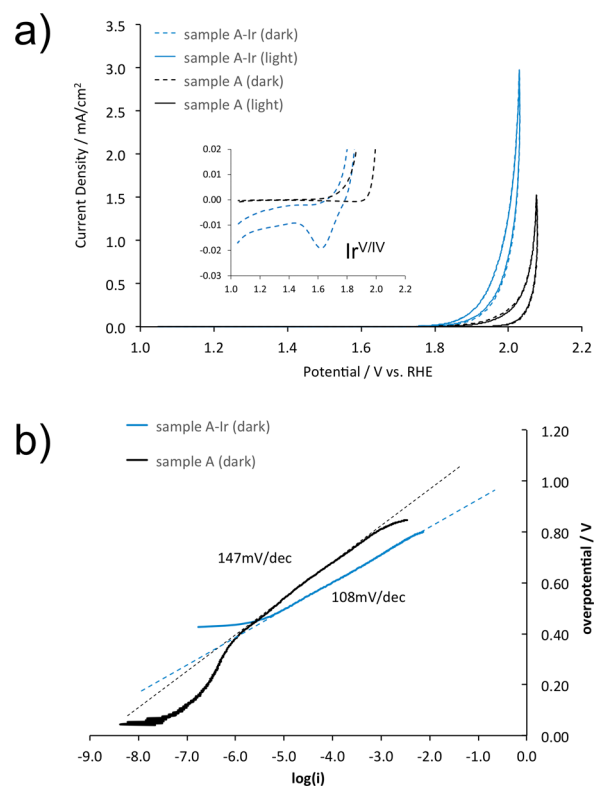 a)
sample A-Ir (dark)
sample A-Ir (light)
sample A (dark)
sample A (light)
Current Density / mA/cm²
3.5
3.0
2.5
2.0
1.5
1.0
0.5
0.0
0.02
0.01
0.00
-0.01
-0.02
-0.03
Ir^V/IV
1.0 1.2 1.4 1.6 1.8 2.0 2.2
1.0 1.2 1.4 1.6 1.8 2.0 2.2
Potential / V vs. RHE
b)
sample A-Ir (dark)
sample A (dark)
1.20
1.00
0.80
0.60
0.40
0.20
0.00
overpotential / V
147mV/dec
108mV/dec
-9.0 -8.0 -7.0 -6.0 -5.0 -4.0 -3.0 -2.0 -1.0 0.0
log(i)